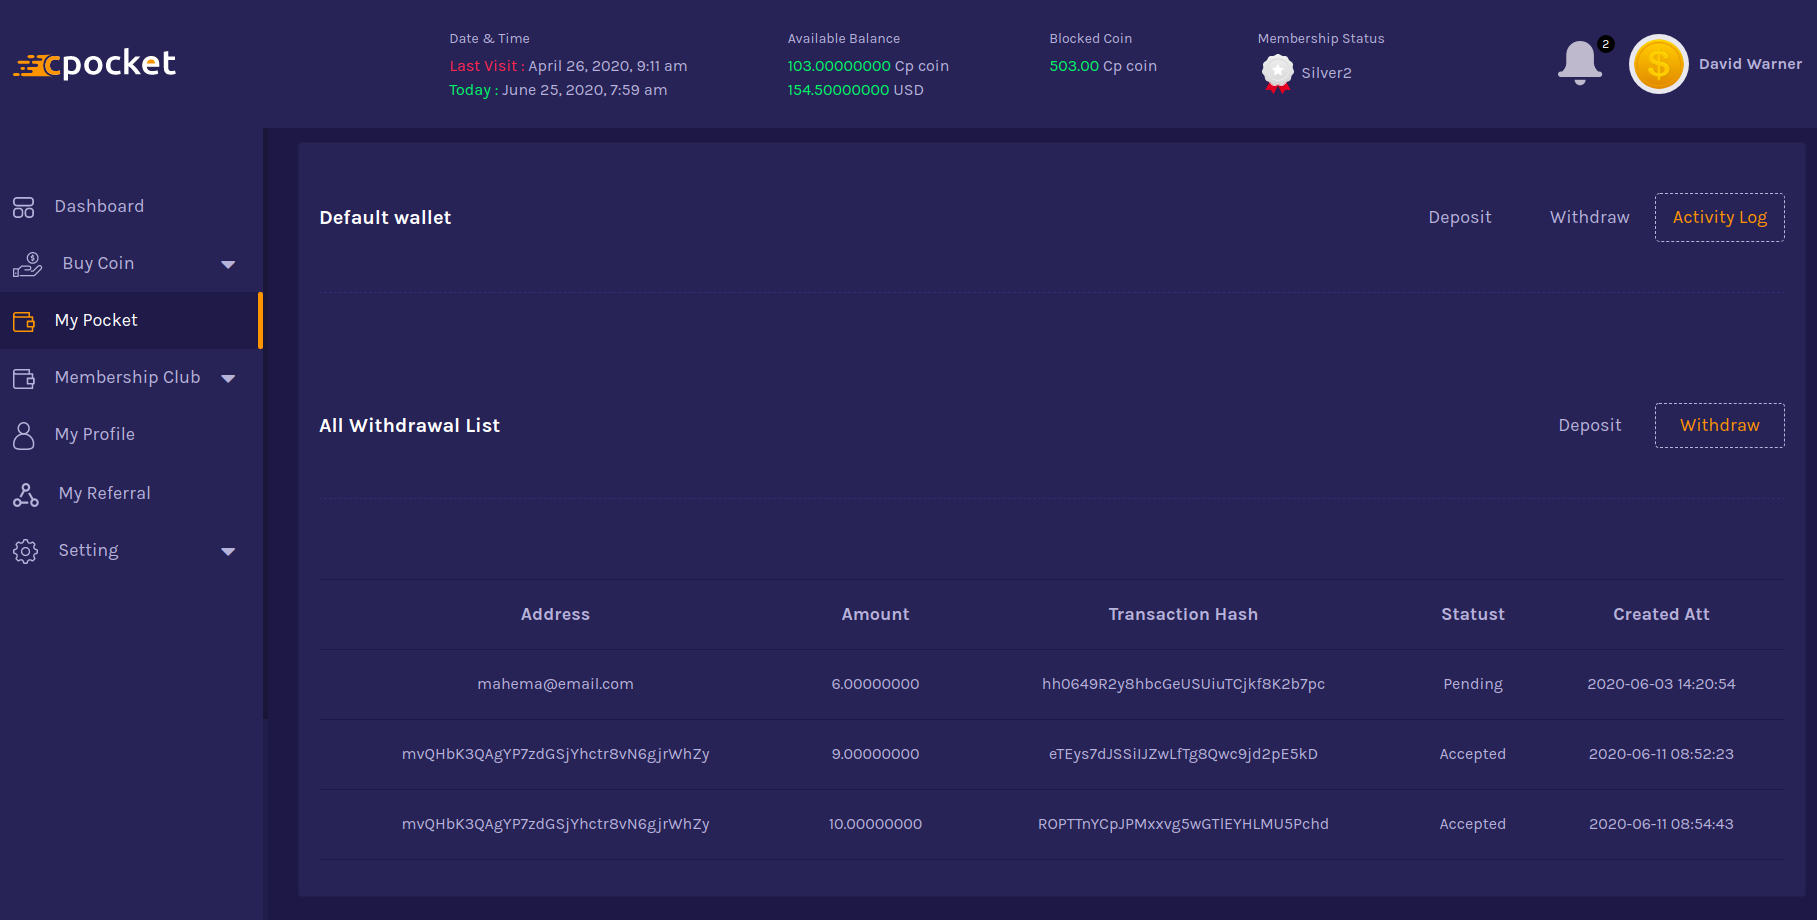 cpocket
Date & Time
Last Visit : April 26, 2020, 9:11 am
Today : June 25, 2020, 7:59 am
Available Balance
103.00000000 Cp coin
154.50000000 USD
Blocked Coin
503.00 Cp coin
Membership Status
Silver2
2
David Warner
Dashboard
Buy Coin
My Pocket
Membership Club
My Profile
My Referral
Setting
Default wallet
Deposit
Withdraw
Activity Log
All Withdrawal List
Deposit
Withdraw
Address Amount Transaction Hash Statust Created Att
mahema@email.com 6.00000000 hh0649R2y8hbcGeUSUiuTCjkf8K2b7pc Pending 2020-06-03 14:20:54
mvQHbK3QAgYP7zdGSjYhctr8vN6gjrWhZy 9.00000000 eTEys7dJSSiIJZwLfTg8Qwc9jd2pE5kD Accepted 2020-06-11 08:52:23
mvQHbK3QAgYP7zdGSjYhctr8vN6gjrWhZy 10.00000000 ROPTTnYCpJPMxxvg5wGTlEYHLMU5Pchd Accepted 2020-06-11 08:54:43